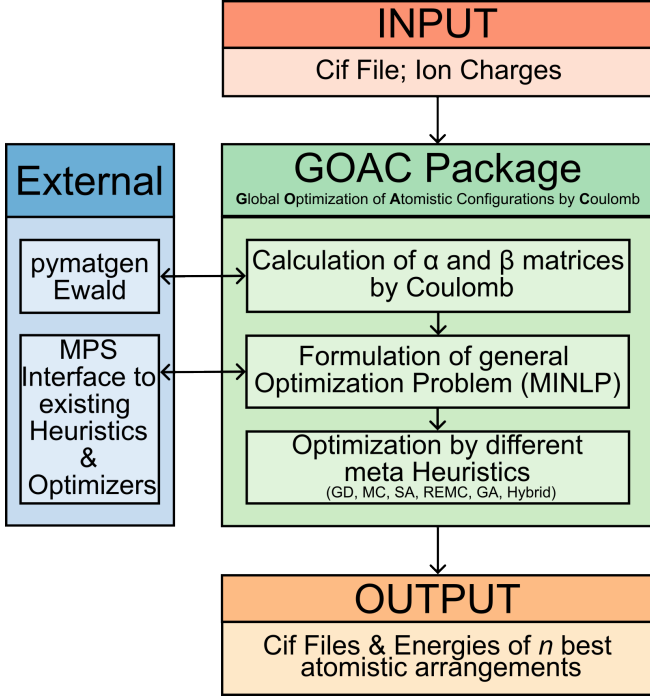 INPUT
Cif File; Ion Charges
External
pymatgen
Ewald
MPS
Interface to
existing
Heuristics
&
Optimizers
GOAC Package
Global Optimization of Atomistic Configurations by Coulomb
Calculation of α and β matrices
by Coulomb
Formulation of general
Optimization Problem (MINLP)
Optimization by different
meta Heuristics
(GD, MC, SA, REMC, GA, Hybrid)
OUTPUT
Cif Files & Energies of n best
atomistic arrangements